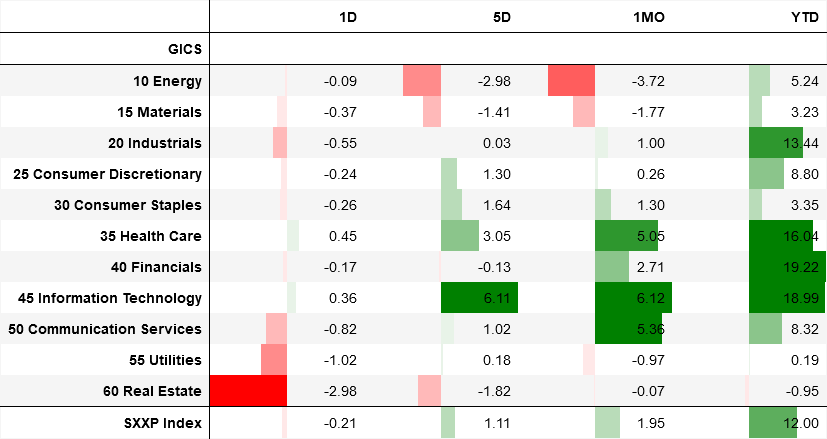 1D 5D 1MO YTD
GICS
10 Energy -0.09 -2.98 -3.72 5.24
15 Materials -0.37 -1.41 -1.77 3.23
20 Industrials -0.55 0.03 1.00 13.44
25 Consumer Discretionary -0.24 1.30 0.26 8.80
30 Consumer Staples -0.26 1.64 1.30 3.35
35 Health Care 0.45 3.05 5.05 16.04
40 Financials -0.17 -0.13 2.71 19.22
45 Information Technology 0.36 6.11 6.12 18.99
50 Communication Services -0.82 1.02 5.36 8.32
55 Utilities -1.02 0.18 -0.97 0.19
60 Real Estate -2.98 -1.82 -0.07 -0.95
SXXP Index -0.21 1.11 1.95 12.00